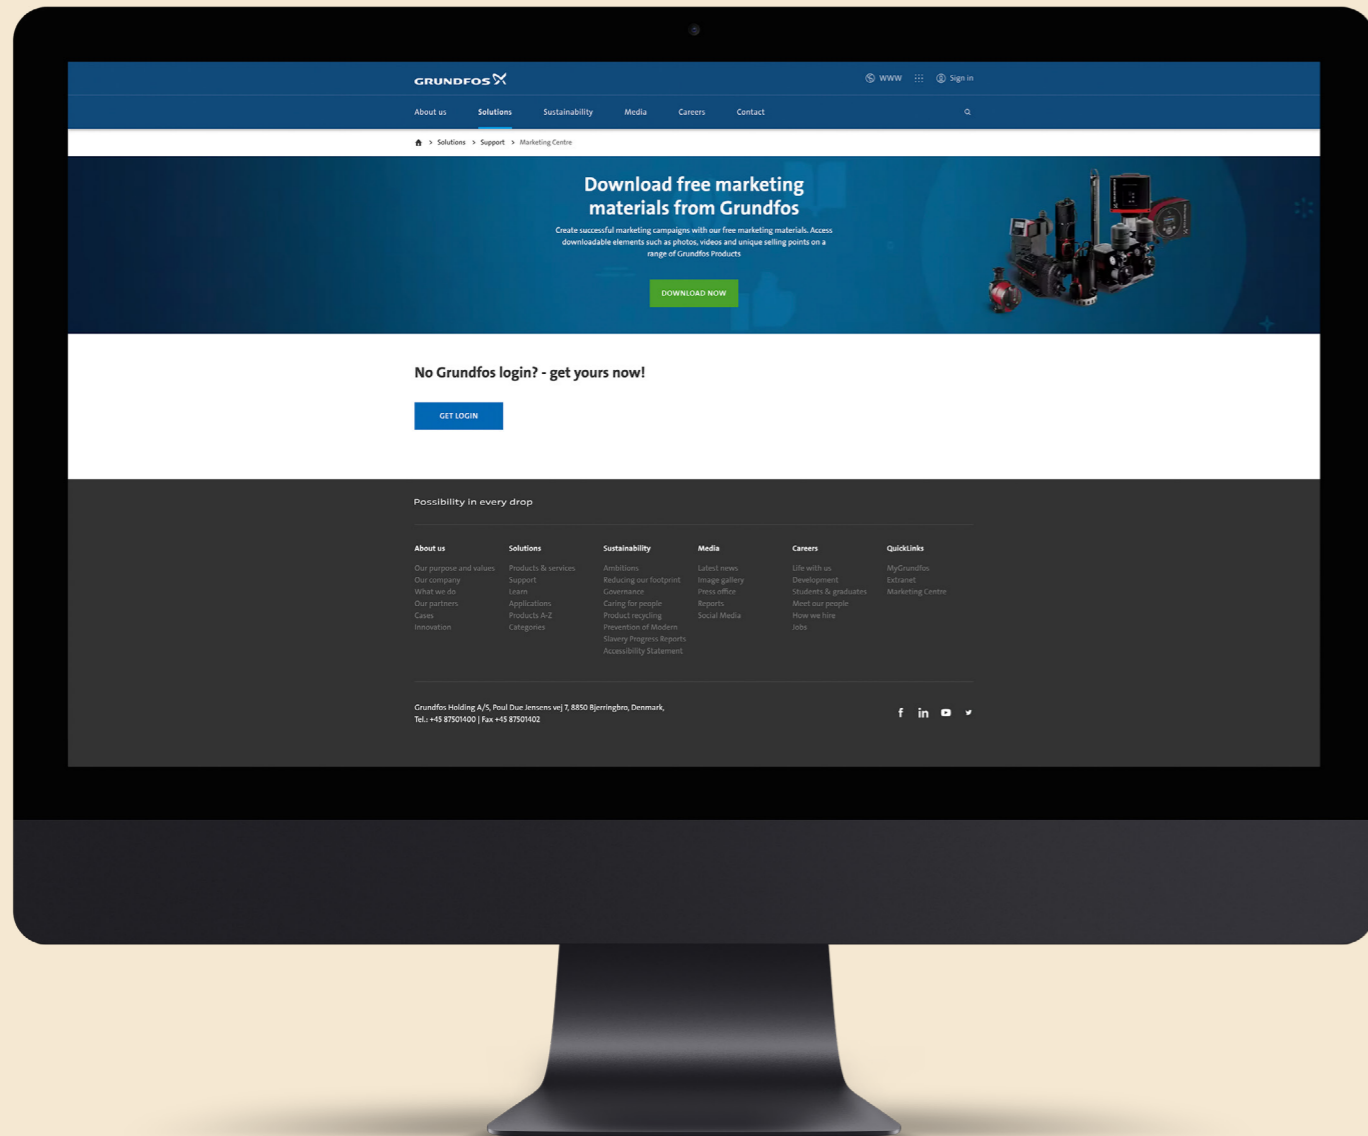 GRUNDFOS
WWW
Sign in
About us Solutions Sustainability Media Careers Contact
> Solutions > Support > Marketing Centre
Download free marketing
materials from Grundfos
Create successful marketing campaigns with our free marketing materials. Access
downloadable elements such as photos, videos and unique selling points on a
range of Grundfos Products
DOWNLOAD NOW
No Grundfos login? - get yours now!
GET LOGIN
Possibility in every drop
About us
Our purpose and values
Our company
What we do
Our partners
Cases
Innovation
Solutions
Products & services
Support
Learn
Applications
Products A-Z
Categories
Sustainability
Ambitions
Reducing our footprint
Governance
Caring for people
Product recycling
Prevention of Modern
Slavery Progress Reports
Accessibility Statement
Media
Latest news
Image gallery
Press office
Reports
Social Media
Careers
Life with us
Development
Students & graduates
Meet our people
How we hire
Jobs
QuickLinks
MyGrundfos
Extranet
Marketing Centre
Grundfos Holding A/S, Poul Due Jensens vej 7, 8850 Bjerringbro, Denmark,
Tel.: +45 87501400 | Fax +45 87501402